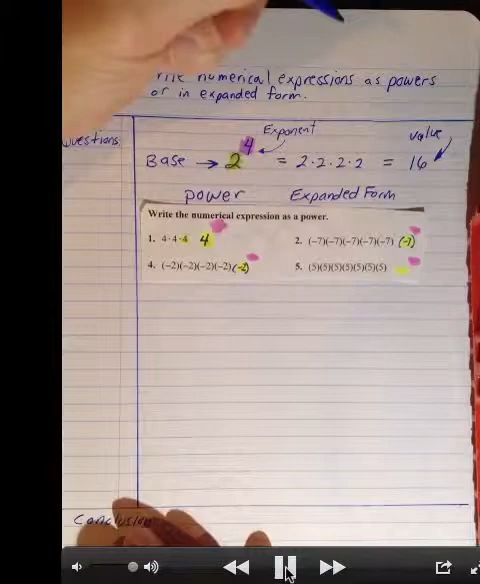 numerical expressions as powers
or in expanded form.
Questions
Exponent
value
Base → 2⁴ = 2·2·2·2 = 16
power Expanded Form
Write the numerical expression as a power.
1. 4·4·4 4 2. (−7)(−7)(−7)(−7)(−7) (-7)
4. (−2)(−2)(−2)(−2) (-2) 5. (5)(5)(5)(5)(5)(5)
Conclusion